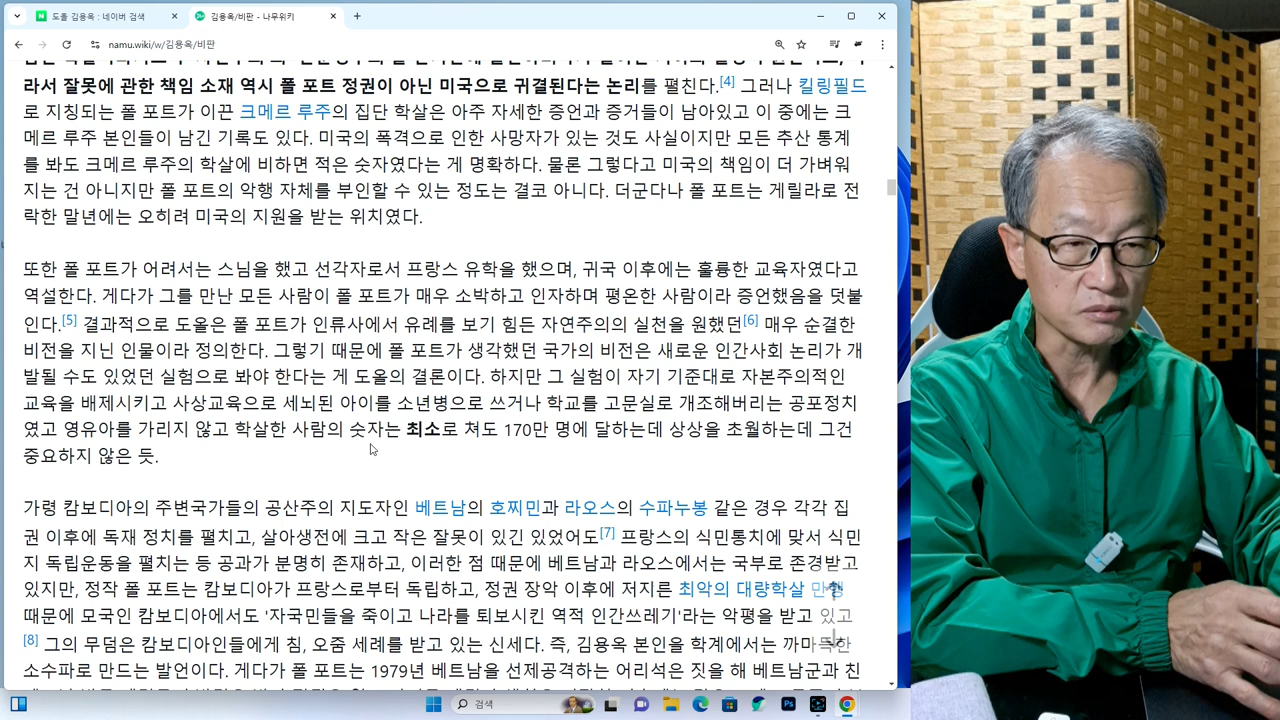 도올 김용옥 : 네이버 검색
김용옥/비판 - 나무위키
namu.wiki/w/김용옥/비판
라서 잘못에 관한 책임 소재 역시 폴 포트 정권이 아닌 미국으로 귀결된다는 논리를 펼친다.[4] 그러나 킬링필드
로 지칭되는 폴 포트가 이끈 크메르 루주의 집단 학살은 아주 자세한 증언과 증거들이 남아있고 이 중에는 크
메르 루주 본인들이 남긴 기록도 있다. 미국의 폭격으로 인한 사망자가 있는 것도 사실이지만 모든 추산 통계
를 봐도 크메르 루주의 학살에 비하면 적은 숫자였다는 게 명확하다. 물론 그렇다고 미국의 책임이 더 가벼워
지는 건 아니지만 폴 포트의 악행 자체를 부인할 수 있는 정도는 결코 아니다. 더군다나 폴 포트는 게릴라로 전
락한 말년에는 오히려 미국의 지원을 받는 위치였다.
또한 폴 포트가 어려서는 스님을 했고 선각자로서 프랑스 유학을 했으며, 귀국 이후에는 훌륭한 교육자였다고
역설한다. 게다가 그를 만난 모든 사람이 폴 포트가 매우 소박하고 인자하며 평온한 사람이라 증언했음을 덧붙
인다.[5] 결과적으로 도올은 폴 포트가 인류사에서 유례를 보기 힘든 자연주의의 실천을 원했던[6] 매우 순결한
비전을 지닌 인물이라 정의한다. 그렇기 때문에 폴 포트가 생각했던 국가의 비전은 새로운 인간사회 논리가 개
발될 수도 있었던 실험으로 봐야 한다는 게 도올의 결론이다. 하지만 그 실험이 자기 기준대로 자본주의적인
교육을 배제시키고 사상교육으로 세뇌된 아이를 소년병으로 쓰거나 학교를 고문실로 개조해버리는 공포정치
였고 영유아를 가리지 않고 학살한 사람의 숫자는 최소로 쳐도 170만 명에 달하는데 상상을 초월하는데 그건
중요하지 않은 듯.
가령 캄보디아의 주변국가들의 공산주의 지도자인 베트남의 호찌민과 라오스의 수파누봉 같은 경우 각각 집
권 이후에 독재 정치를 펼치고, 살아생전에 크고 작은 잘못이 있긴 있었어도[7] 프랑스의 식민통치에 맞서 식민
지 독립운동을 펼치는 등 공과가 분명히 존재하고, 이러한 점 때문에 베트남과 라오스에서는 국부로 존경받고
있지만, 정작 폴 포트는 캄보디아가 프랑스로부터 독립하고, 정권 장악 이후에 저지른 최악의 대량학살 만행
때문에 모국인 캄보디아에서도 '자국민들을 죽이고 나라를 퇴보시킨 역적 인간쓰레기'라는 악평을 받고 있고
[8] 그의 무덤은 캄보디아인들에게 침, 오줌 세례를 받고 있는 신세다. 즉, 김용옥 본인을 학계에서는 까마득한
소수파로 만드는 발언이다. 게다가 폴 포트는 1979년 베트남을 선제공격하는 어리석은 짓을 해 베트남군과 친
검색